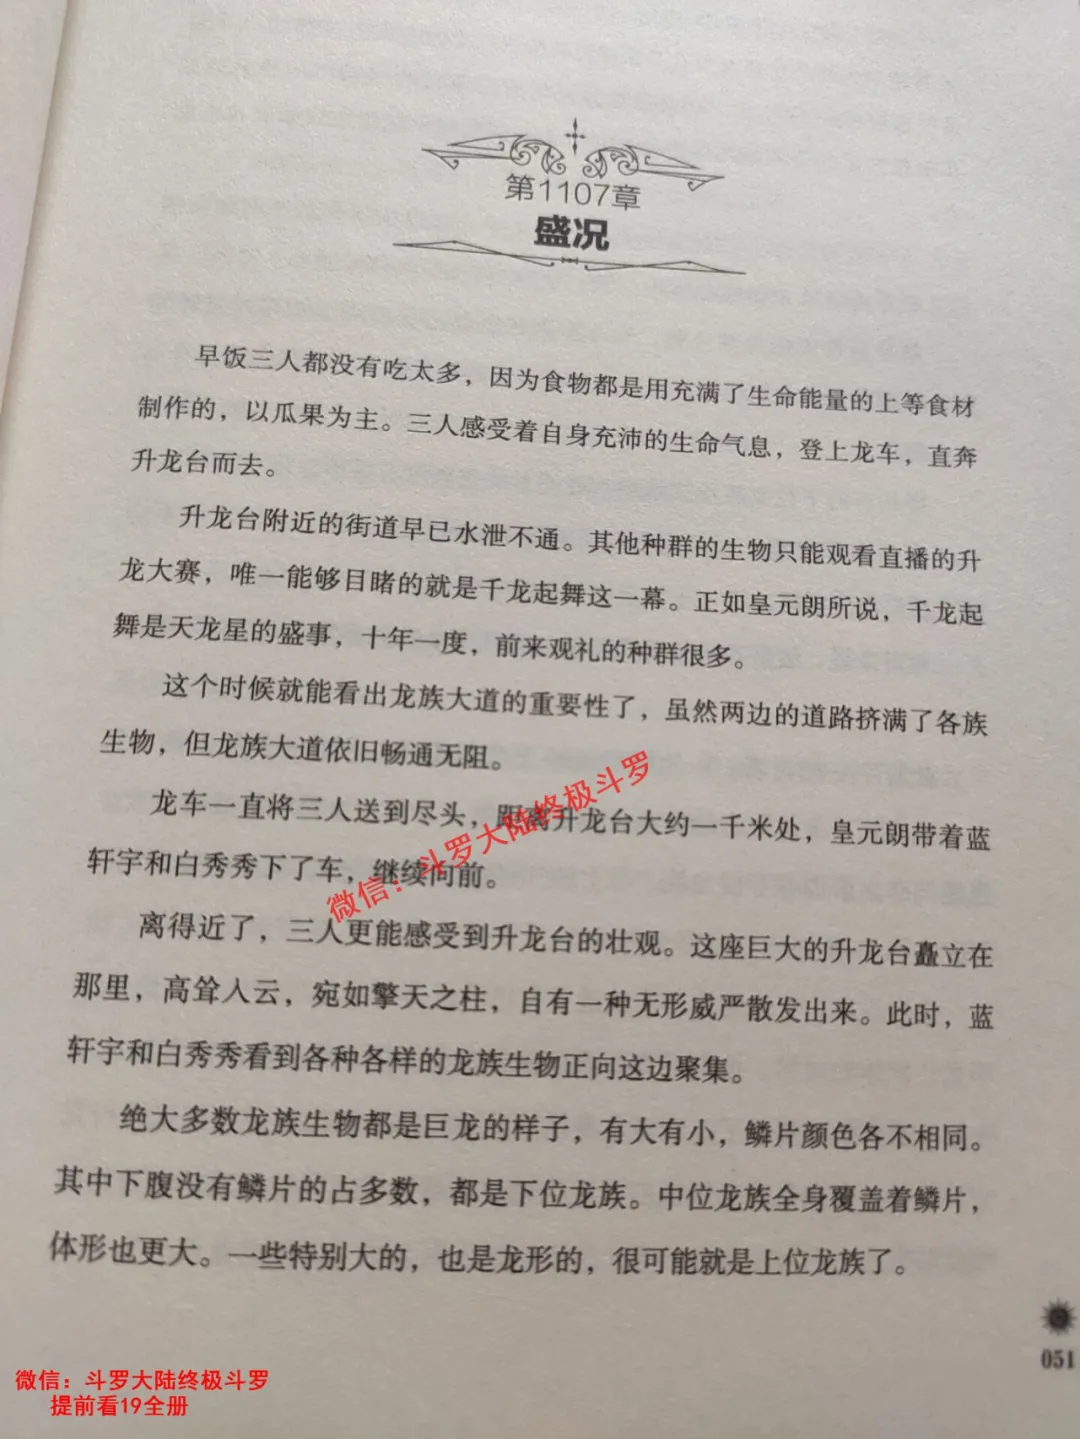 第1107章
盛况
早饭三人都没有吃太多，因为食物都是用充满了生命能量的上等食材
制作的，以瓜果为主。三人感受着自身充沛的生命气息，登上龙车，直奔
升龙台而去。
升龙台附近的街道早已水泄不通。其他种群的生物只能观看直播的升
龙大赛，唯一能够目睹的就是千龙起舞这一幕。正如皇元朗所说，千龙起
舞是天龙星的盛事，十年一度，前来观礼的种群很多。
这个时候就能看出龙族大道的重要性了，虽然两边的道路挤满了各族
生物，但龙族大道依旧畅通无阻。
龙车一直将三人送到尽头，距离升龙台大约一千米处，皇元朗带着蓝
轩宇和白秀秀下了车，继续向前。
微信：斗罗大陆终极斗罗
离得近了，三人更能感受到升龙台的壮观。这座巨大的升龙台矗立在
那里，高耸入云，宛如擎天之柱，自有一种无形威严散发出来。此时，蓝
轩宇和白秀秀看到各种各样的龙族生物正向这边聚集。
绝大多数龙族生物都是巨龙的样子，有大有小，鳞片颜色各不相同。
其中下腹没有鳞片的占多数，都是下位龙族。中位龙族全身覆盖着鳞片，
体形也更大。一些特别大的，也是龙形的，很可能就是上位龙族了。
051
微信：斗罗大陆终极斗罗
提前看19全册